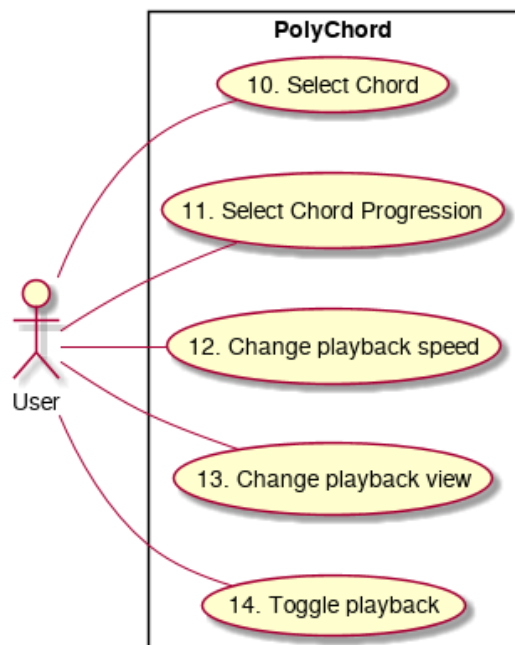 PolyChord
10. Select Chord
11. Select Chord Progression
12. Change playback speed
User
13. Change playback view
14. Toggle playback